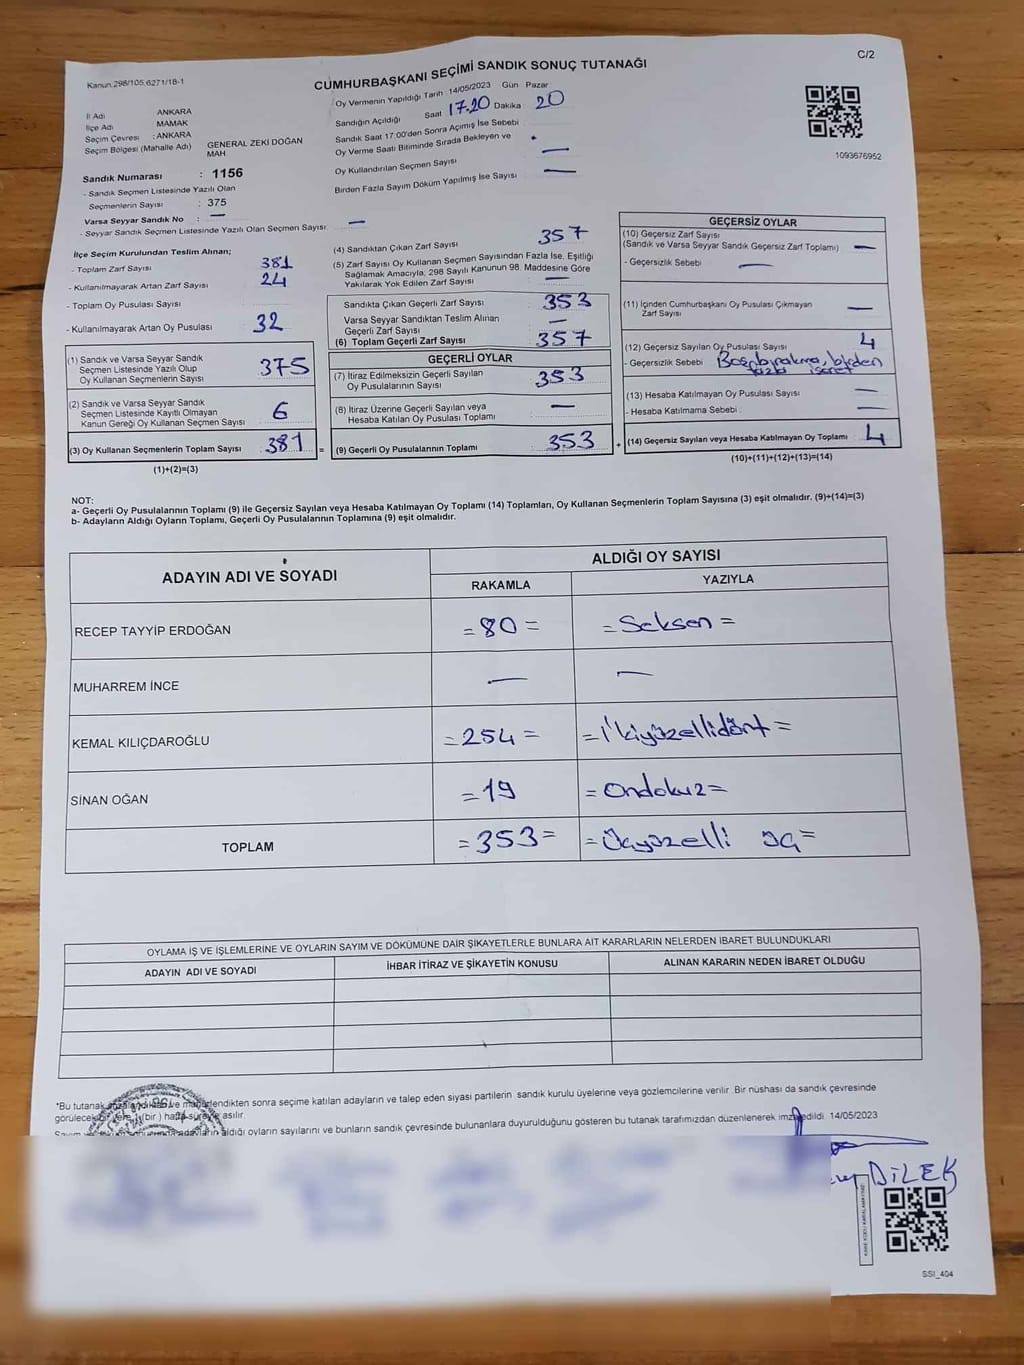 C/2
Kanun:298/105,6271/18-1
CUMHURBAŞKANI SEÇİMİ SANDIK SONUÇ TUTANAĞI
Oy Vermenin Yapıldığı Tarih : 14/05/2023 Gün Pazar
Sandığın Açıldığı Saat 17.20 Dakika 20
Sandık Saat 17:00'den Sonra Açımış İse Sebebi
Oy Verme Saati Bitiminde Sırada Bekleyen ve
Oy Kullandırılan Seçmen Sayısı —
Birden Fazla Sayım Döküm Yapılmış İse Sayısı —
1093676952
İl Adı ANKARA
İlçe Adı MAMAK
Seçim Çevresi : ANKARA
Seçim Bölgesi (Mahalle Adı) GENERAL ZEKİ DOĞAN
MAH
Sandık Numarası : 1156
- Sandık Seçmen Listesinde Yazılı Olan
Seçmenlerin Sayısı : 375
Varsa Seyyar Sandık No : —
- Seyyar Sandık Seçmen Listesinde Yazılı Olan Seçmen Sayısı: —
İlçe Seçim Kurulundan Teslim Alınan;
- Toplam Zarf Sayısı 381
- Kullanılmayarak Artan Zarf Sayısı 24
- Toplam Oy Pusulası Sayısı
- Kullanılmayarak Artan Oy Pusulası 32
(1) Sandık ve Varsa Seyyar Sandık
Seçmen Listesinde Yazılı Olup
Oy Kullanan Seçmenlerin Sayısı 375
(2) Sandık ve Varsa Seyyar Sandık
Seçmen Listesinde Kayıtlı Olmayan
Kanun Gereği Oy Kullanan Seçmen Sayısı 6
(3) Oy Kullanan Seçmenlerin Toplam Sayısı 381 =
(1)+(2)=(3)
(4) Sandıktan Çıkan Zarf Sayısı 357
(5) Zarf Sayısı Oy Kullanan Seçmen Sayısından Fazla İse, Eşitliği
Sağlamak Amacıyla, 298 Sayılı Kanunun 98. Maddesine Göre
Yakılarak Yok Edilen Zarf Sayısı —
Sandıkta Çıkan Geçerli Zarf Sayısı 353
Varsa Seyyar Sandıktan Teslim Alınan
Geçerli Zarf Sayısı —
(6) Toplam Geçerli Zarf Sayısı 357
GEÇERLİ OYLAR
(7) İtiraz Edilmeksizin Geçerli Sayılan
Oy Pusulalarının Sayısı 353
(8) İtiraz Üzerine Geçerli Sayılan veya
Hesaba Katılan Oy Pusulası Toplamı —
(9) Geçerli Oy Pusulalarının Toplamı 353 +
GEÇERSİZ OYLAR
(10) Geçersiz Zarf Sayısı
(Sandık ve Varsa Seyyar Sandık Geçersiz Zarf Toplamı) —
- Geçersizlik Sebebi —
(11) İçinden Cumhurbaşkanı Oy Pusulası Çıkmayan
Zarf Sayısı —
(12) Geçersiz Sayılan Oy Pusulası Sayısı 4
- Geçersizlik Sebebi Boş bırakma, birden
fazla işaret
(13) Hesaba Katılmayan Oy Pusulası Sayısı —
- Hesaba Katılmama Sebebi —
(14) Geçersiz Sayılan veya Hesaba Katılmayan Oy Toplamı 4
(10)+(11)+(12)+(13)=(14)
NOT:
a- Geçerli Oy Pusulalarının Toplamı (9) ile Geçersiz Sayılan veya Hesaba Katılmayan Oy Toplamı (14) Toplamları, Oy Kullanan Seçmenlerin Toplam Sayısına (3) eşit olmalıdır. (9)+(14)=(3)
b- Adayların Aldığı Oyların Toplamı, Geçerli Oy Pusulalarının Toplamına (9) eşit olmalıdır.
ADAYIN ADI VE SOYADI ALDIĞI OY SAYISI
RAKAMLA YAZIYLA
RECEP TAYYİP ERDOĞAN =80= =Seksen=
MUHARREM İNCE — —
KEMAL KILIÇDAROĞLU =254= =İkiyüzellidört=
SİNAN OĞAN =19 =Ondokuz=
TOPLAM =353= =Üçyüzelli üç=
OYLAMA İŞ VE İŞLEMLERİNE VE OYLARIN SAYIM VE DÖKÜMÜNE DAİR ŞİKAYETLERLE BUNLARA AİT KARARLARIN NELERDEN İBARET BULUNDUKLARI
ADAYIN ADI VE SOYADI İHBAR İTİRAZ VE ŞİKAYETİN KONUSU ALINAN KARARIN NEDEN İBARET OLDUĞU
*Bu tutanak ve sonra seçime katılan adayların ve talep eden siyasi partilerin sandık kurulu üyelerine veya gözlemcilerine verilir. Bir nüshası da sandık çevresinde
görülecek bir yere 1(bir) hafta süreyle asılır.
aldığı oyların sayılarını ve bunların sandık çevresinde bulunanlara duyurulduğunu gösteren bu tutanak tarafımızdan düzenlenerek imza edildi. 14/05/2023
DİLEK
SSI_404